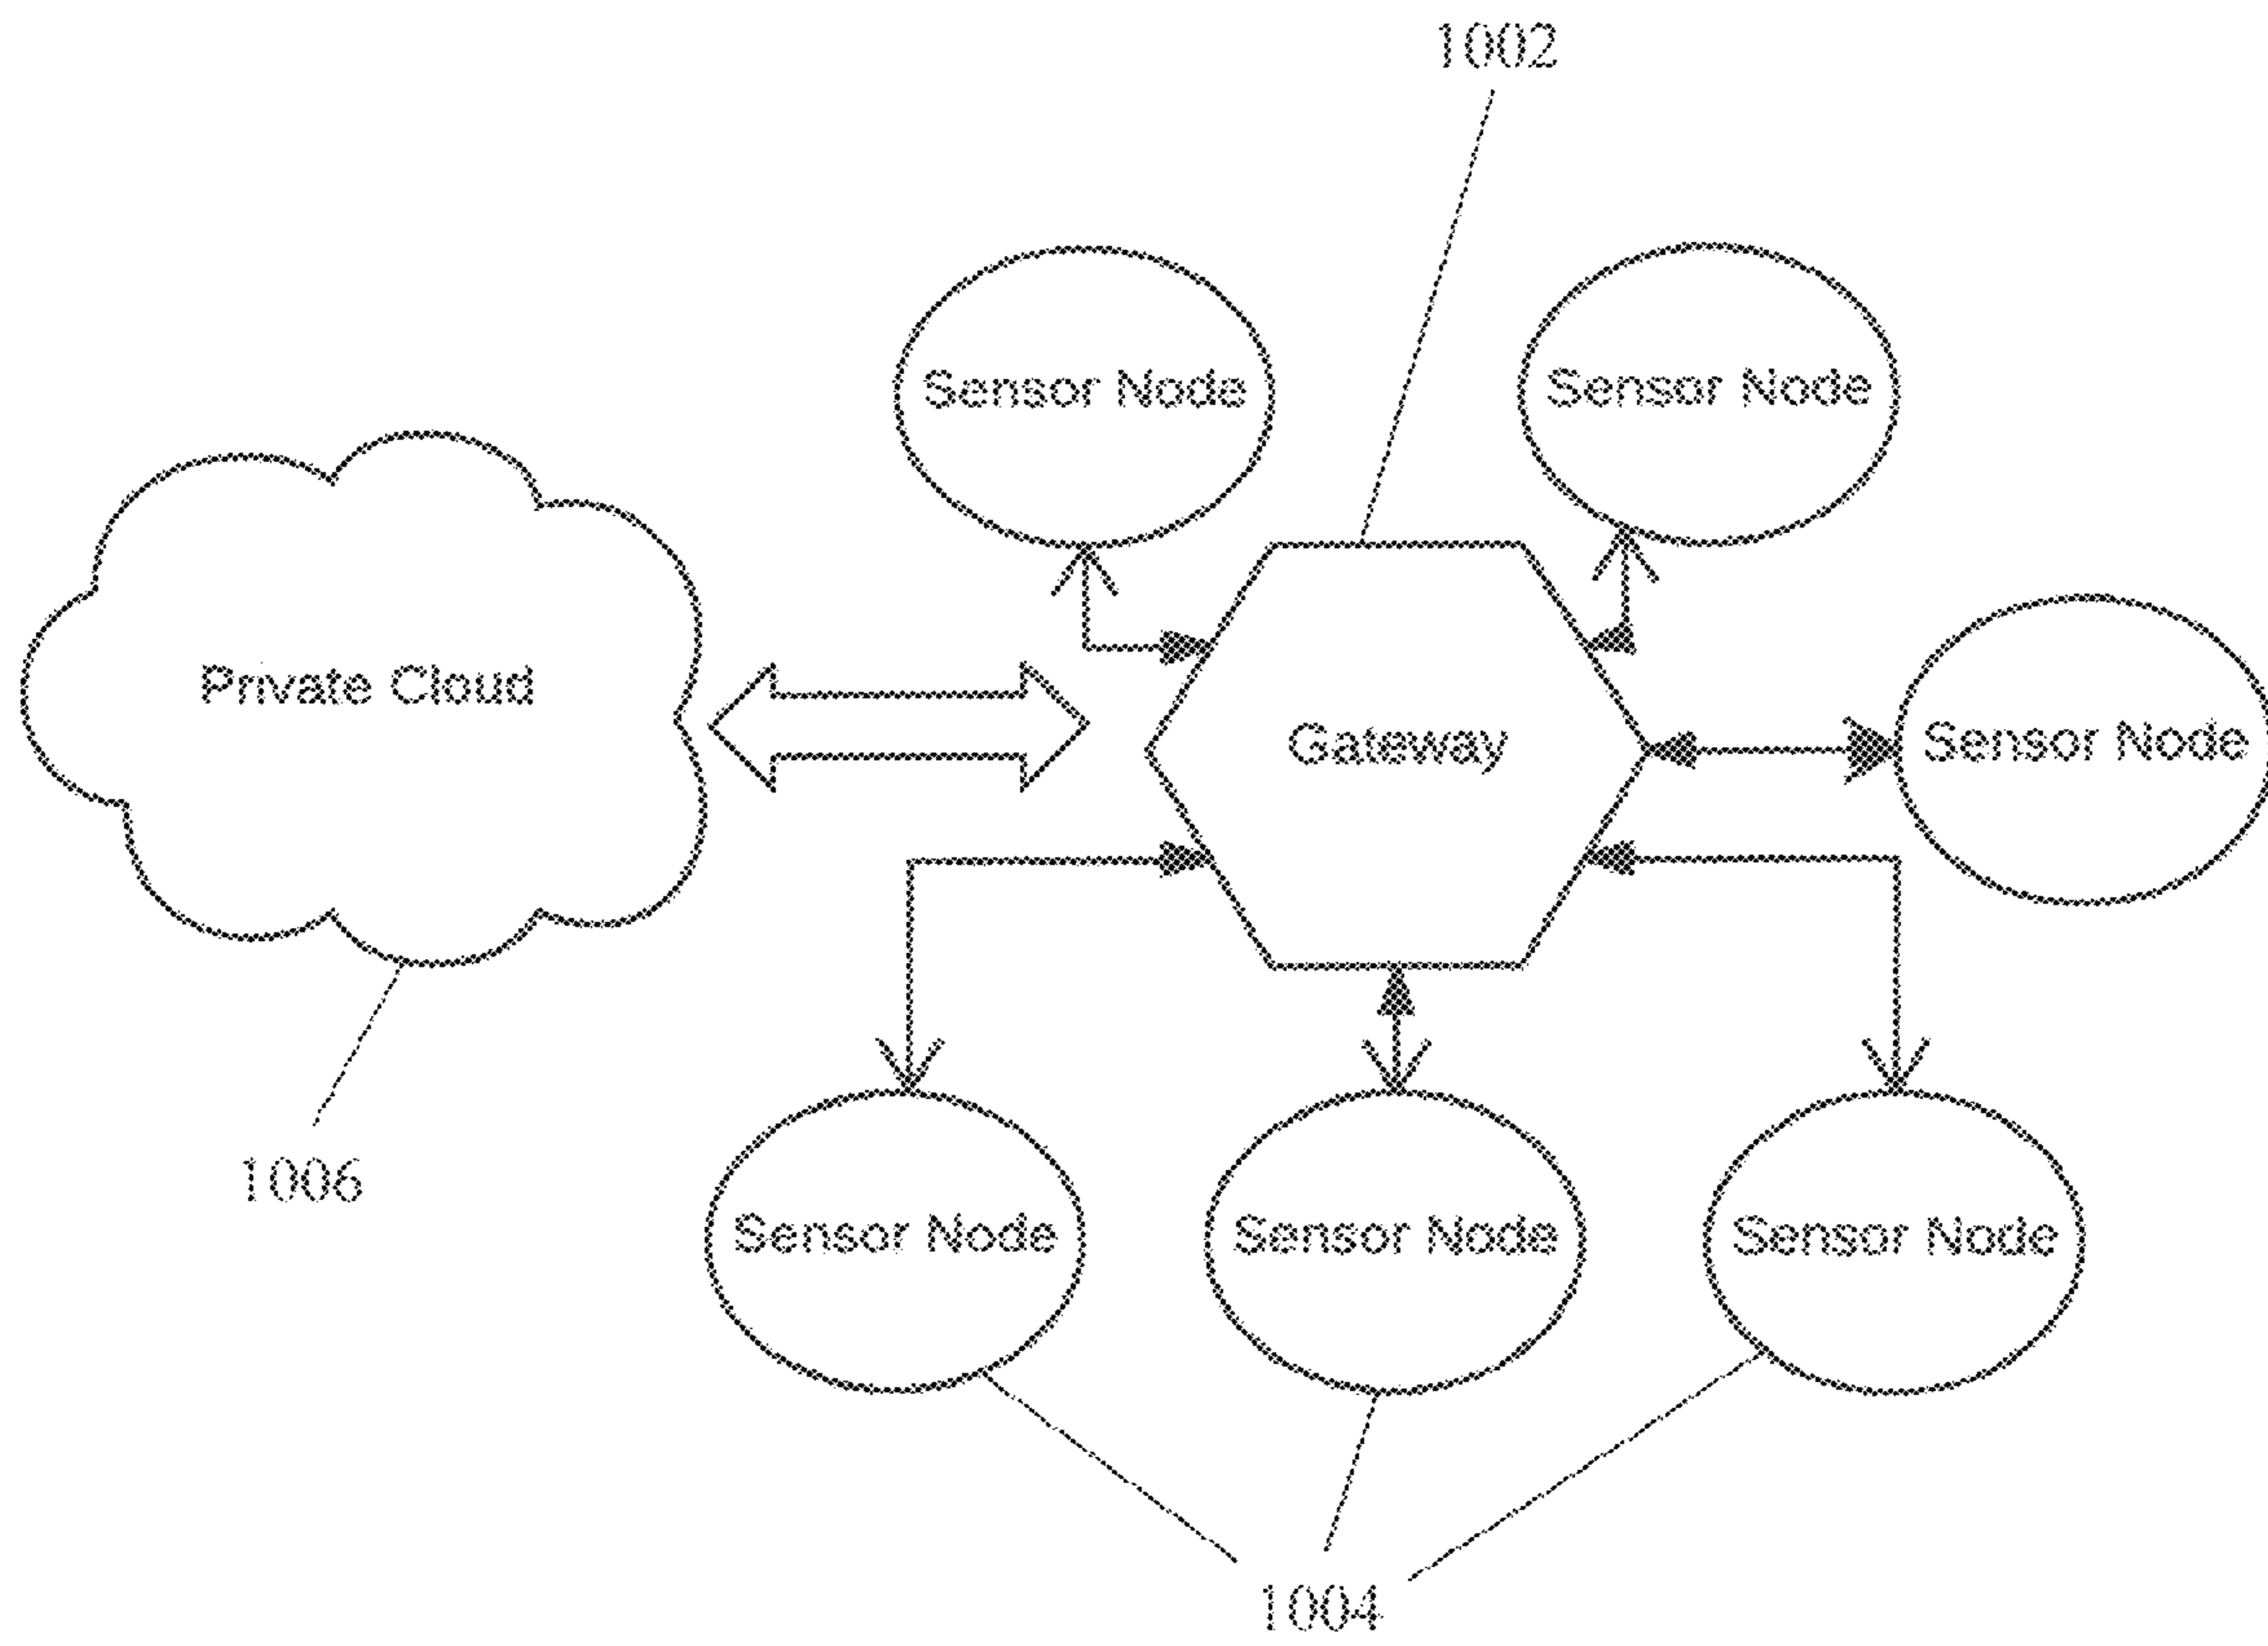 1002
Sensor Node
Sensor Node
Private Cloud
Gateway
Sensor Node
1006
Sensor Node
Sensor Node
Sensor Node
1004